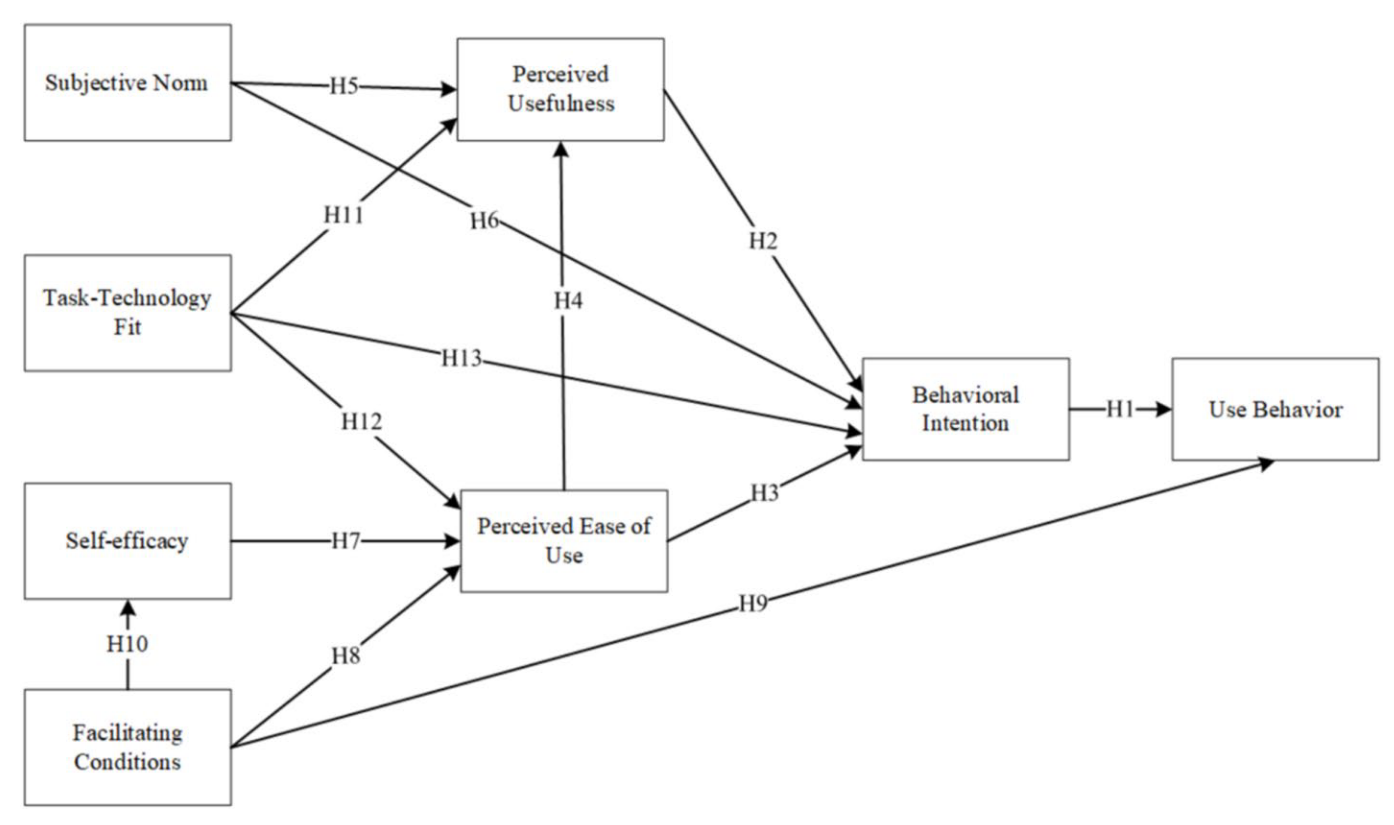 Subjective Norm
H5
Perceived
Usefulness
H11
H6
H2
Task-Technology
Fit
H4
H13
H12
Behavioral
Intention
H1
Use Behavior
H3
Self-efficacy
H7
Perceived Ease of
Use
H10
H8
H9
Facilitating
Conditions